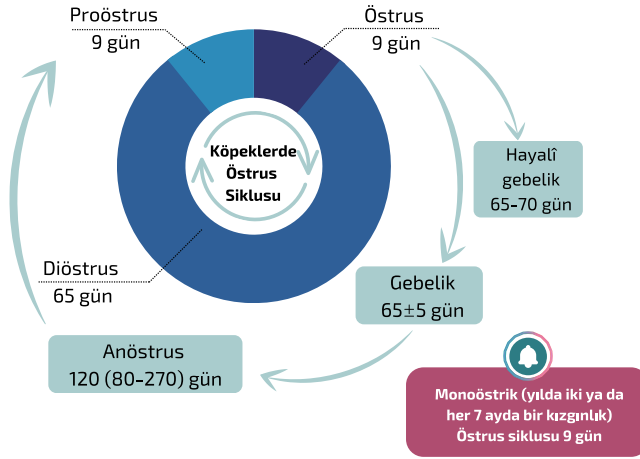 Proöstrus
9 gün
Östrus
9 gün
Köpeklerde
Östrus
Siklusu
Hayalî
gebelik
65-70 gün
Diöstrus
65 gün
Gebelik
65±5 gün
Anöstrus
120 (80-270) gün
Monoöstrik (yılda iki ya da
her 7 ayda bir kızgınlık)
Östrus siklusu 9 gün